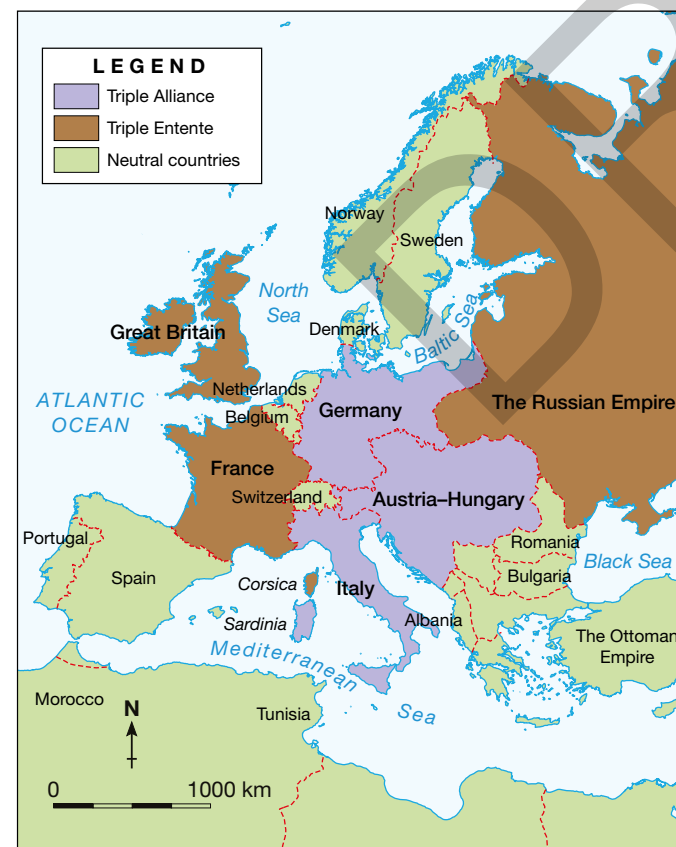 LEGEND
Triple Alliance
Triple Entente
Neutral countries
Norway
Sweden
North
Sea
Denmark
Baltic Sea
Great Britain
Netherlands
ATLANTIC
OCEAN
Belgium
Germany
The Russian Empire
France
Switzerland
Austria–Hungary
Portugal
Spain
Romania
Black Sea
Bulgaria
Corsica
Italy
Sardinia
Albania
Mediterranean
Sea
The Ottoman
Empire
Morocco
N
Tunisia
0 1000 km